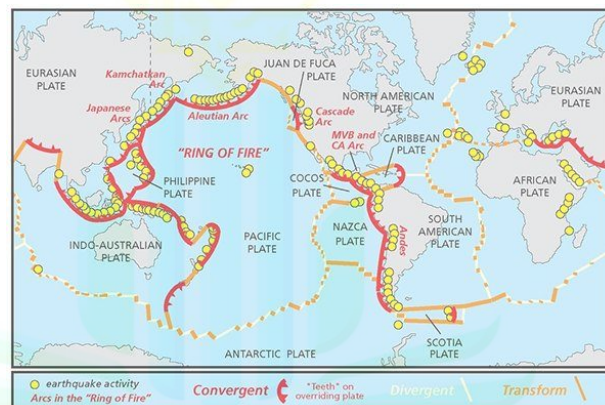 EURASIAN
PLATE
Kamchatkan
Arc
Japanese
Arcs
Aleutian Arc
JUAN DE FUCA
PLATE
NORTH AMERICAN
PLATE
Cascade
Arc
EURASIAN
PLATE
"RING OF FIRE"
MVB and
CA Arc
CARIBBEAN
PLATE
PHILIPPINE
PLATE
COCOS
PLATE
AFRICAN
PLATE
INDO-AUSTRALIAN
PLATE
PACIFIC
PLATE
NAZCA
PLATE
Andes
SOUTH
AMERICAN
PLATE
SCOTIA
PLATE
ANTARCTIC PLATE
earthquake activity
Arcs in the "Ring of Fire"
Convergent
"Teeth" on
overriding plate
Divergent
Transform